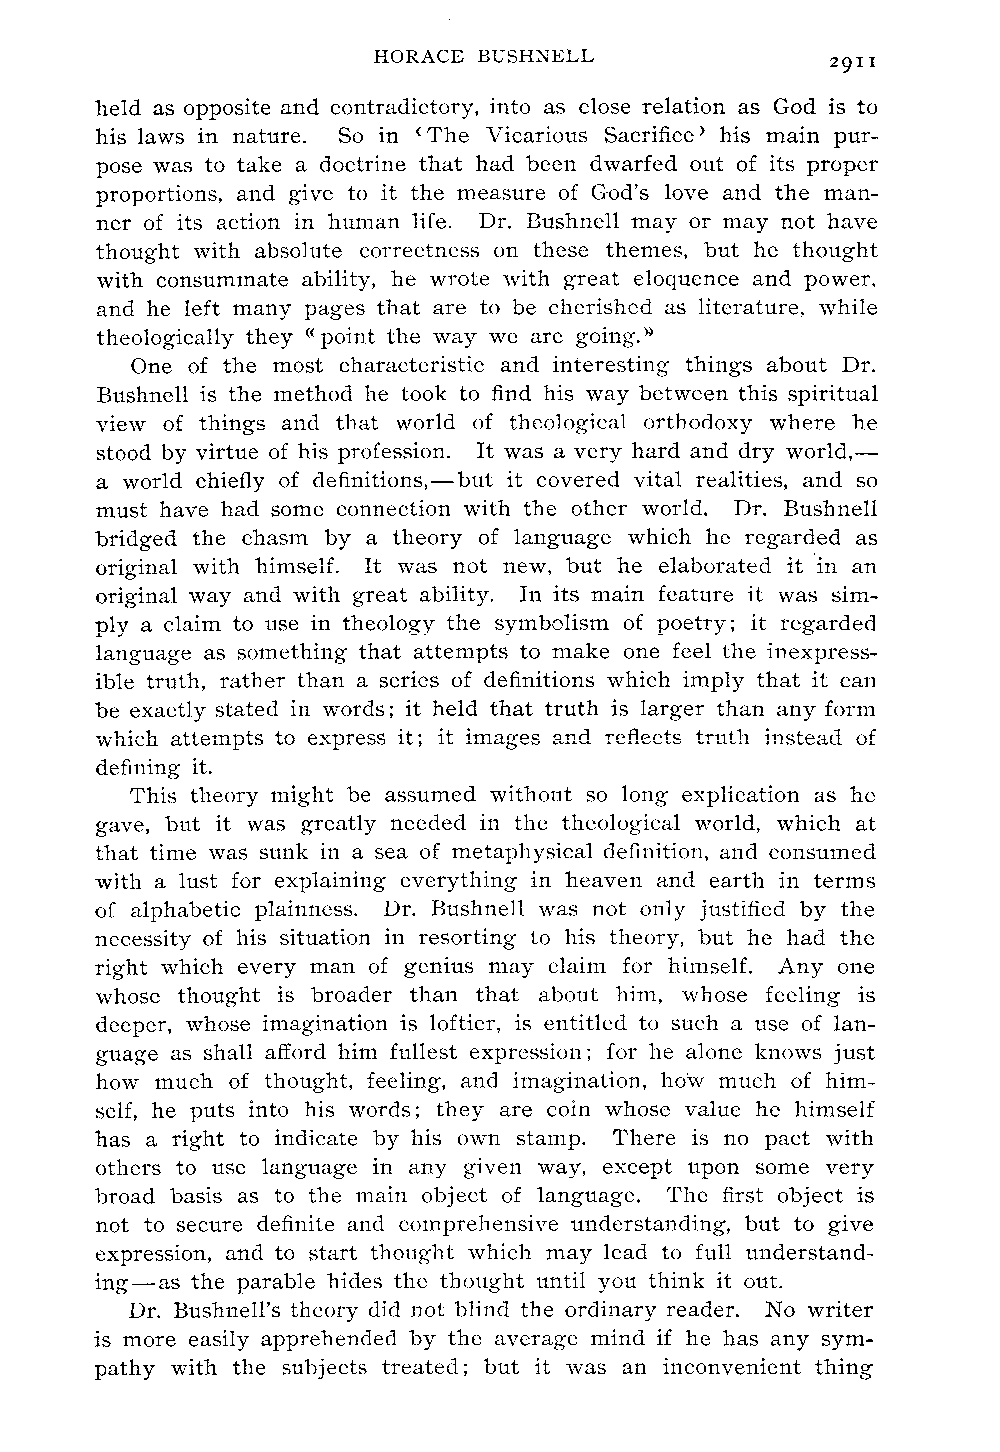 HORACE BUSHNELL 2911
held as opposite and contradictory, into as close relation as God is to
his laws in nature. So in ‹The Vicarious Sacrifice› his main pur-
pose was to take a doctrine that had been dwarfed out of its proper
proportions, and give to it the measure of God's love and the man-
ner of its action in human life. Dr. Bushnell may or may not have
thought with absolute correctness on these themes, but he thought
with consummate ability, he wrote with great eloquence and power,
and he left many pages that are to be cherished as literature, while
theologically they «point the way we are going.»
One of the most characteristic and interesting things about Dr.
Bushnell is the method he took to find his way between this spiritual
view of things and that world of theological orthodoxy where he
stood by virtue of his profession. It was a very hard and dry world,—
a world chiefly of definitions,—but it covered vital realities, and so
must have had some connection with the other world. Dr. Bushnell
bridged the chasm by a theory of language which he regarded as
original with himself. It was not new, but he elaborated it in an
original way and with great ability. In its main feature it was sim-
ply a claim to use in theology the symbolism of poetry; it regarded
language as something that attempts to make one feel the inexpress-
ible truth, rather than a series of definitions which imply that it can
be exactly stated in words; it held that truth is larger than any form
which attempts to express it; it images and reflects truth instead of
defining it.
This theory might be assumed without so long explication as he
gave, but it was greatly needed in the theological world, which at
that time was sunk in a sea of metaphysical definition, and consumed
with a lust for explaining everything in heaven and earth in terms
of alphabetic plainness. Dr. Bushnell was not only justified by the
necessity of his situation in resorting to his theory, but he had the
right which every man of genius may claim for himself. Any one
whose thought is broader than that about him, whose feeling is
deeper, whose imagination is loftier, is entitled to such a use of lan-
guage as shall afford him fullest expression; for he alone knows just
how much of thought, feeling, and imagination, how much of him-
self, he puts into his words; they are coin whose value he himself
has a right to indicate by his own stamp. There is no pact with
others to use language in any given way, except upon some very
broad basis as to the main object of language. The first object is
not to secure definite and comprehensive understanding, but to give
expression, and to start thought which may lead to full understand-
ing—as the parable hides the thought until you think it out.
Dr. Bushnell's theory did not blind the ordinary reader. No writer
is more easily apprehended by the average mind if he has any sym-
pathy with the subjects treated; but it was an inconvenient thing